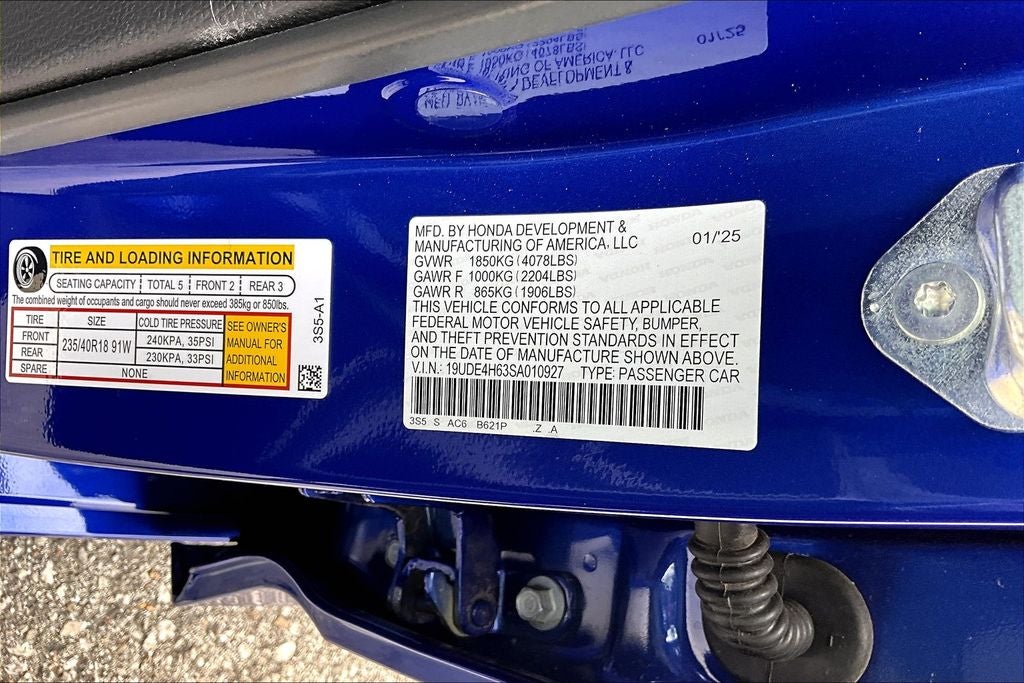 TIRE AND LOADING INFORMATION
SEATING CAPACITY TOTAL 5 FRONT 2 REAR 3
The combined weight of occupants and cargo should never exceed 385kg or 850lbs.
TIRE SIZE COLD TIRE PRESSURE
FRONT 235/40R18 91W 240KPA, 35PSI
REAR 230KPA, 33PSI
SPARE NONE
SEE OWNER'S
MANUAL FOR
ADDITIONAL
INFORMATION
3S5-A1
MFD. BY HONDA DEVELOPMENT &
MANUFACTURING OF AMERICA, LLC 01/'25
GVWR 1850KG(4078LBS)
GAWR F 1000KG(2204LBS)
GAWR R 865KG(1906LBS)
THIS VEHICLE CONFORMS TO ALL APPLICABLE
FEDERAL MOTOR VEHICLE SAFETY, BUMPER,
AND THEFT PREVENTION STANDARDS IN EFFECT
ON THE DATE OF MANUFACTURE SHOWN ABOVE.
V.I.N.: 19UDE4H63SA010927 TYPE: PASSENGER CAR
3S5 S AC6 B621P .Z .A